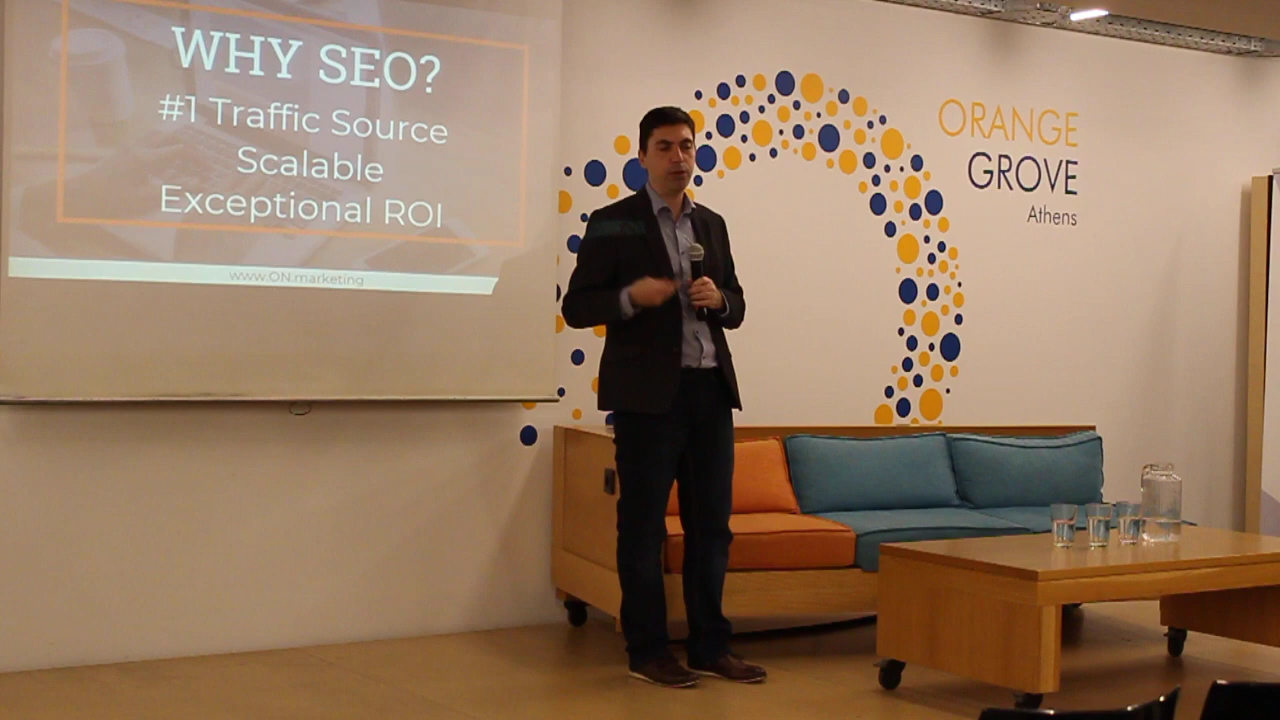 WHY SEO?
#1 Traffic Source
Scalable
Exceptional ROI
www.ON.marketing
ORANGE
GROVE
Athens